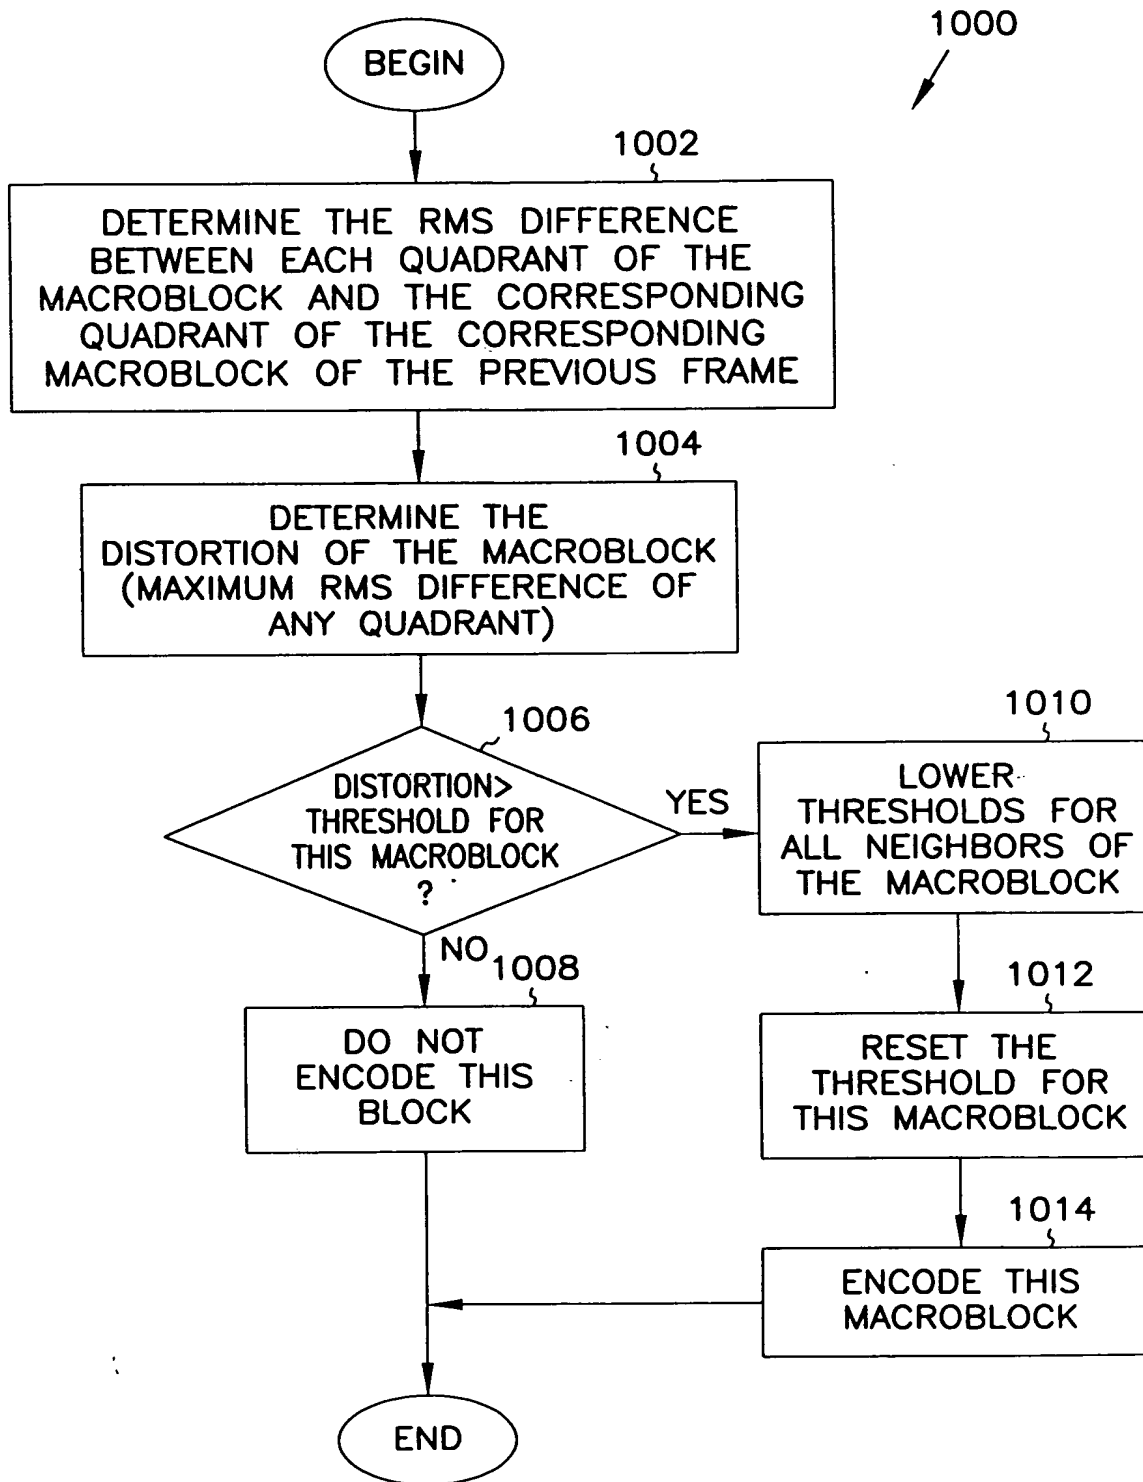 1000
BEGIN
1002
DETERMINE THE RMS DIFFERENCE
BETWEEN EACH QUADRANT OF THE
MACROBLOCK AND THE CORRESPONDING
QUADRANT OF THE CORRESPONDING
MACROBLOCK OF THE PREVIOUS FRAME
1004
DETERMINE THE
DISTORTION OF THE MACROBLOCK
(MAXIMUM RMS DIFFERENCE OF
ANY QUADRANT)
1006
DISTORTION>
THRESHOLD FOR
THIS MACROBLOCK
?
YES
1010
LOWER
THRESHOLDS FOR
ALL NEIGHBORS OF
THE MACROBLOCK
NO
1008
DO NOT
ENCODE THIS
BLOCK
1012
RESET THE
THRESHOLD FOR
THIS MACROBLOCK
1014
ENCODE THIS
MACROBLOCK
END